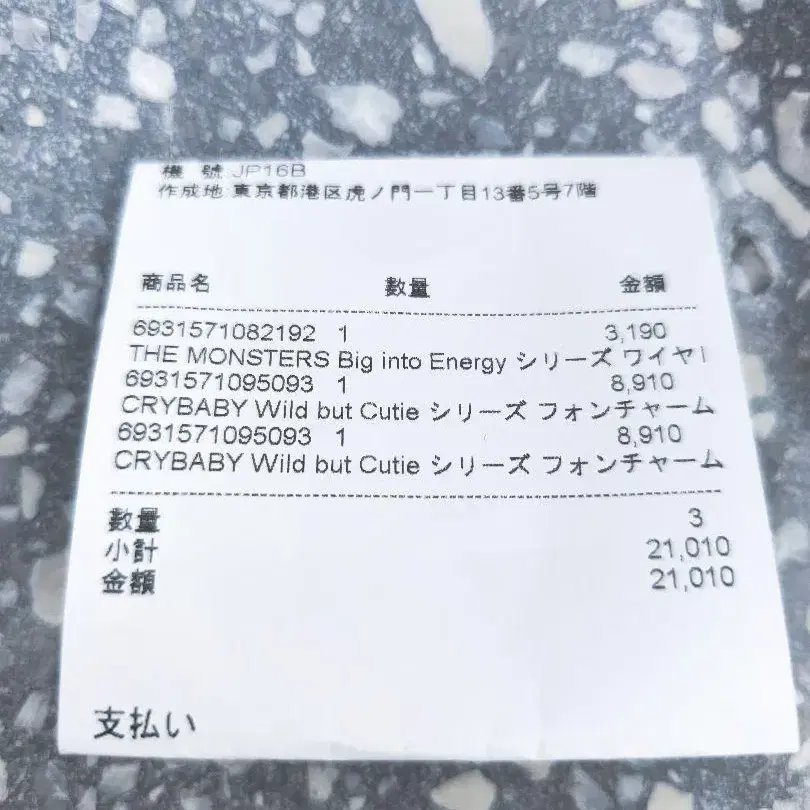 機 號 JP16B
作成地 東京都港区虎ノ門一丁目13番5号7階
商品名 数量 金額
6931571082192 1 3,190
THE MONSTERS Big into Energy シリーズ ワイヤ
6931571095093 1 8,910
CRYBABY Wild but Cutie シリーズ フォンチャーム
6931571095093 1 8,910
CRYBABY Wild but Cutie シリーズ フォンチャーム
數量 3
小計 21,010
金額 21,010
支払い